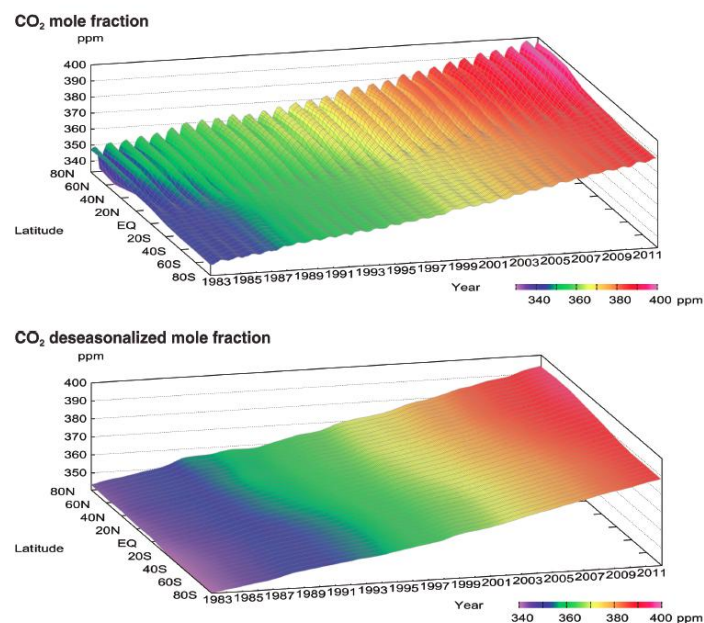 CO₂ mole fraction
ppm
400
390
380
370
360
350
340
80N
60N
40N
20N
EQ
20S
40S
60S
80S
Latitude
1983 1985 1987 1989 1991 1993 1995 1997 1999 2001 2003 2005 2007 2009 2011
Year
340 360 380 400 ppm
CO₂ deseasonalized mole fraction
ppm
400
390
380
370
360
350
80N
60N
40N
20N
EQ
20S
40S
60S
80S
Latitude
1983 1985 1987 1989 1991 1993 1995 1997 1999 2001 2003 2005 2007 2009 2011
Year
340 360 380 400 ppm